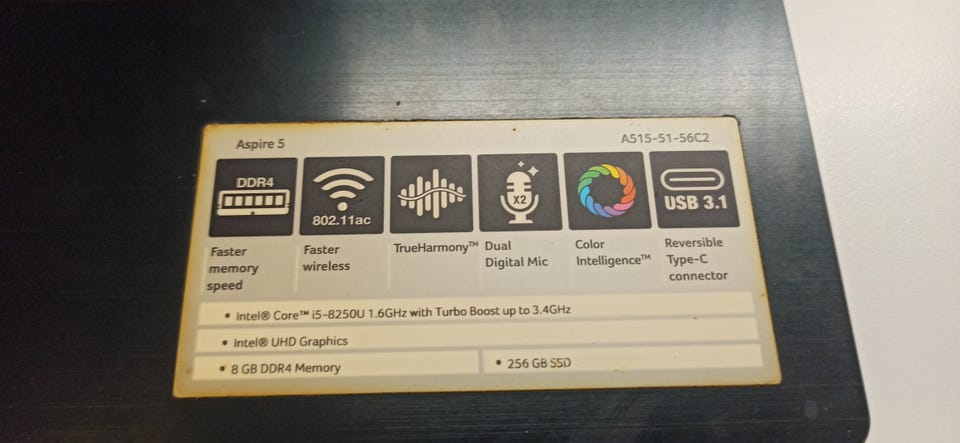 Aspire 5
A515-51-56C2
DDR4
802.11ac
X2
USB 3.1
Faster
memory
speed
Faster
wireless
TrueHarmony™
Dual
Digital Mic
Color
Intelligence™
Reversible
Type-C
connector
• Intel® Core™ i5-8250U 1.6GHz with Turbo Boost up to 3.4GHz
• Intel® UHD Graphics
• 8 GB DDR4 Memory
• 256 GB SSD